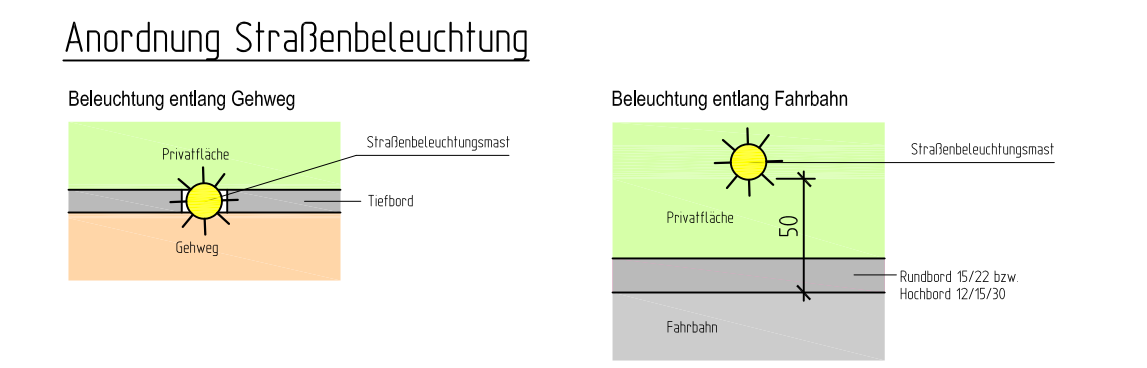 Anordnung Straßenbeleuchtung
Beleuchtung entlang Gehweg
Privatfläche
Straßenbeleuchtungsmast
Tiefbord
Gehweg
Beleuchtung entlang Fahrbahn
Straßenbeleuchtungsmast
Privatfläche
50
Rundbord 15/22 bzw.
Hochbord 12/15/30
Fahrbahn